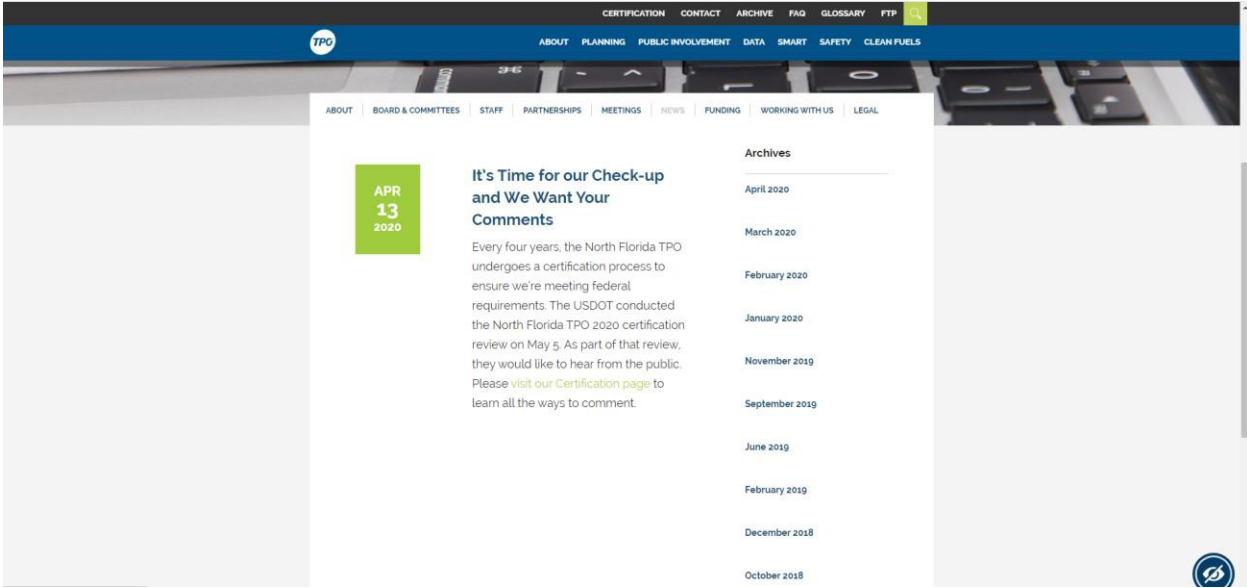 CERTIFICATION CONTACT ARCHIVE FAQ GLOSSARY FTP
TPO
ABOUT PLANNING PUBLIC INVOLVEMENT DATA SMART SAFETY CLEAN FUELS
ABOUT BOARD & COMMITTEES STAFF PARTNERSHIPS MEETINGS NEWS FUNDING WORKING WITH US LEGAL
APR
13
2020
It's Time for our Check-up
and We Want Your
Comments
Every four years, the North Florida TPO
undergoes a certification process to
ensure we're meeting federal
requirements. The USDOT conducted
the North Florida TPO 2020 certification
review on May 5. As part of that review,
they would like to hear from the public.
Please visit our Certification page to
learn all the ways to comment.
Archives
April 2020
March 2020
February 2020
January 2020
November 2019
September 2019
June 2019
February 2019
December 2018
October 2018